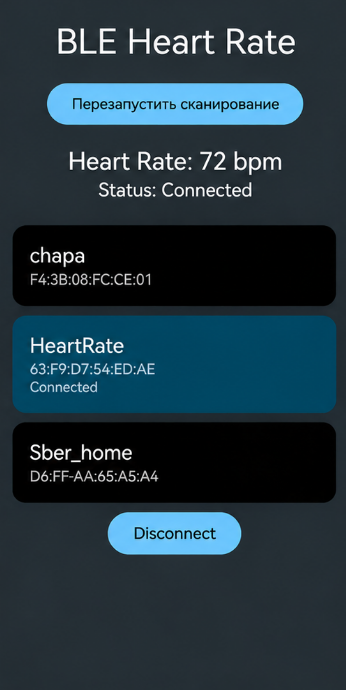 BLE Heart Rate
Перезапустить сканирование
Heart Rate: 72 bpm
Status: Connected
chapa
F4:3B:08:FC:CE:01
HeartRate
63:F9:D7:54:ED:AE
Connected
Sber_home
D6:FF-AA:65:A5:A4
Disconnect